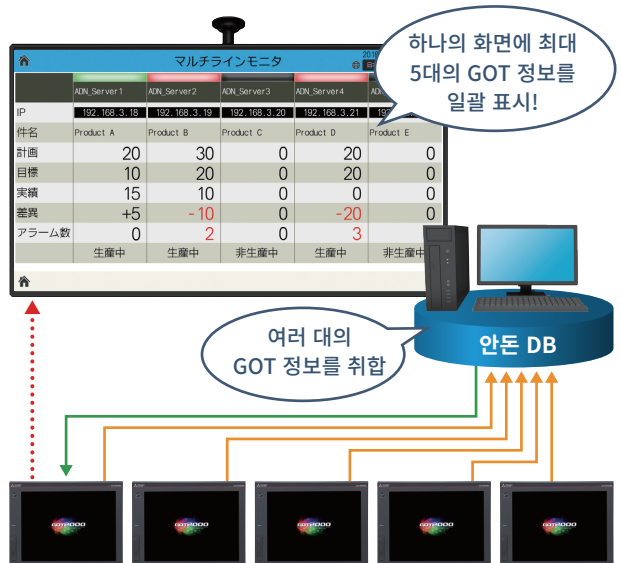 マルチラインモニタ
하나의 화면에 최대
5대의 GOT 정보를
일괄 표시!
ADN_Server1 ADN_Server2 ADN_Server3 ADN_Server4
IP 192.168.3.18 192.168.3.19 192.168.3.20 192.168.3.21
件名 Product A Product B Product C Product D Product E
計画 20 30 0 20 0
目標 10 20 0 20 0
実績 15 10 0 0 0
差異 +5 -10 0 -20 0
アラーム数 0 2 0 3 0
生産中 生産中 非生産中 生産中 非生産中
여러 대의
GOT 정보를 취합
안돈 DB
GOT2000 GOT2000 GOT2000 GOT2000 GOT2000